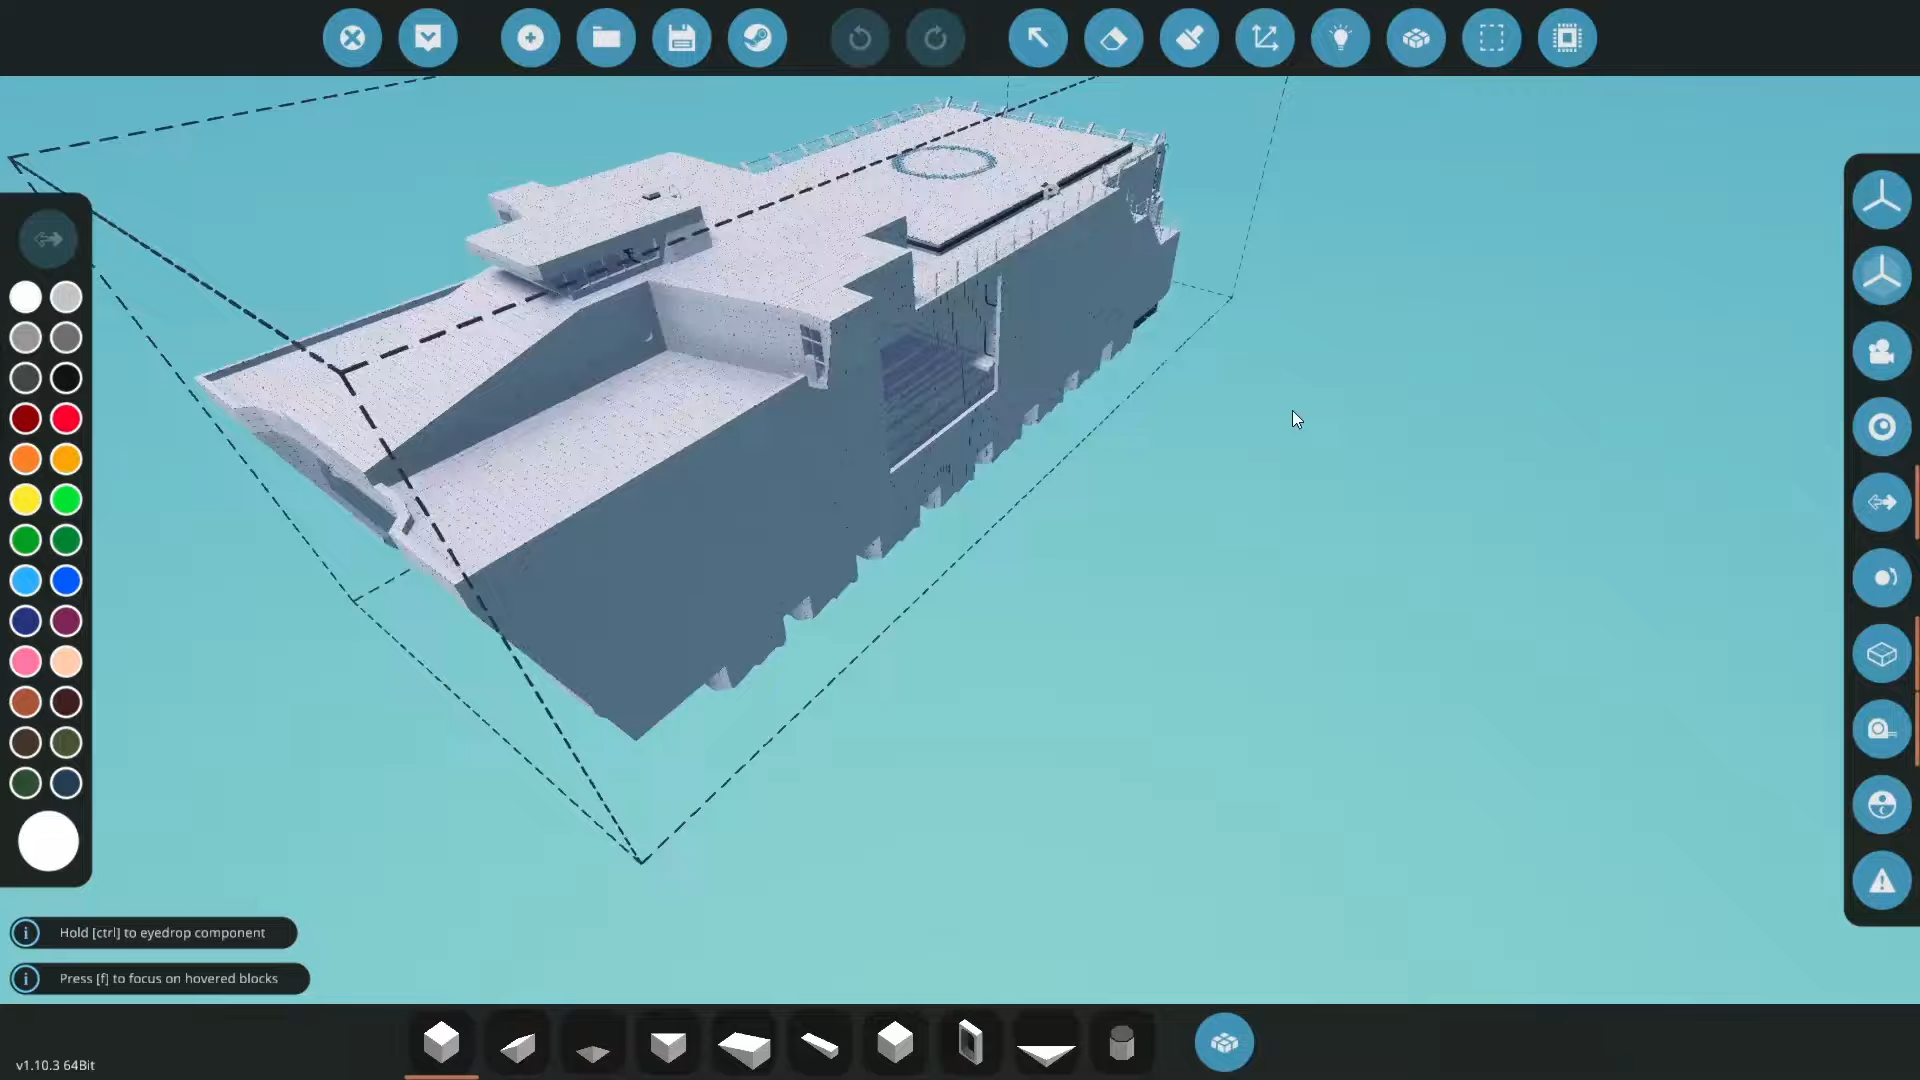 Hold [ctrl] to eyedrop component
Press [f] to focus on hovered blocks
v1.10.3 64Bit